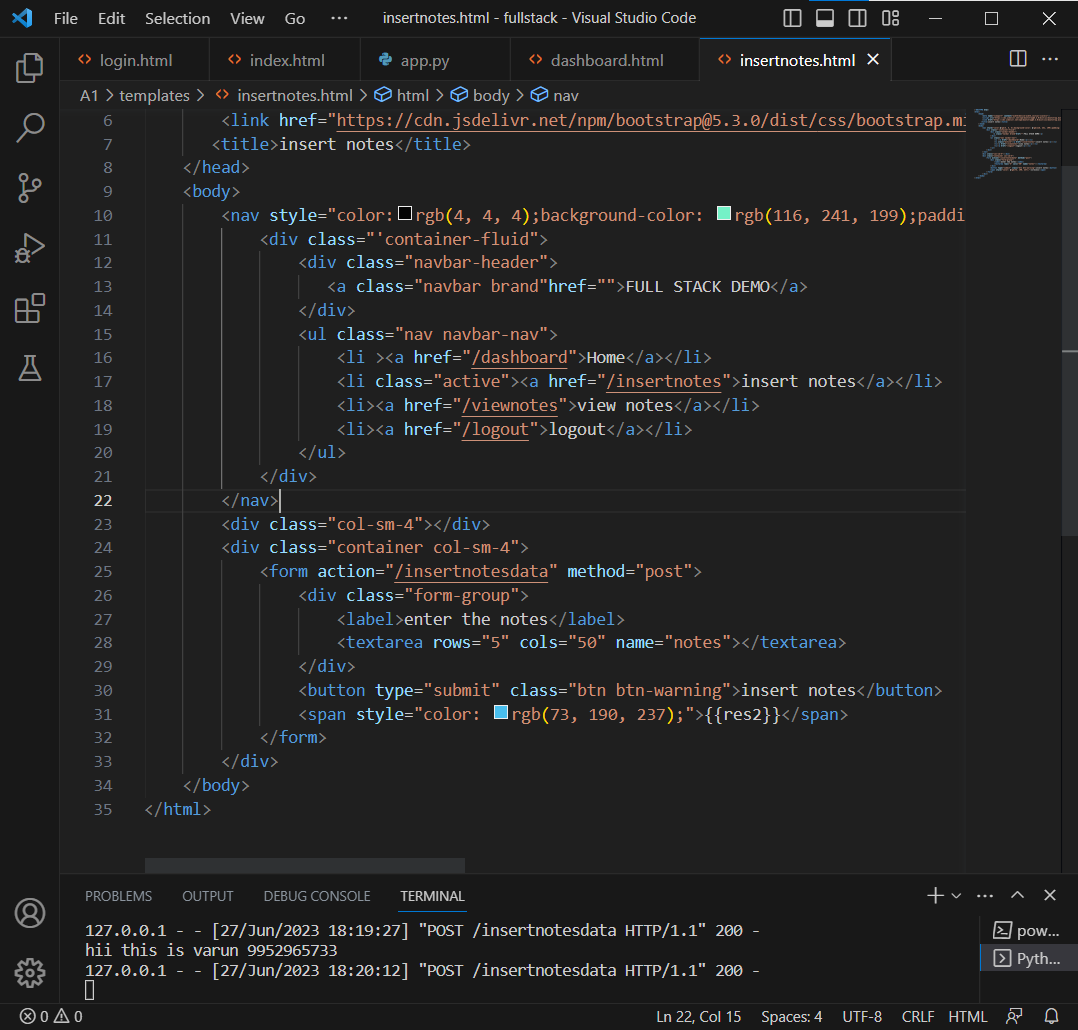 File Edit Selection View Go ··· insertnotes.html - fullstack - Visual Studio Code
login.html index.html app.py dashboard.html insertnotes.html
A1 > templates > insertnotes.html > html > body > nav
6 <link href="https://cdn.jsdelivr.net/npm/bootstrap@5.3.0/dist/css/bootstrap.mi
7 <title>insert notes</title>
8 </head>
9 <body>
10 <nav style="color: rgb(4, 4, 4);background-color: rgb(116, 241, 199);paddi
11 <div class="'container-fluid">
12 <div class="navbar-header">
13 <a class="navbar brand"href="">FULL STACK DEMO</a>
14 </div>
15 <ul class="nav navbar-nav">
16 <li ><a href="/dashboard">Home</a></li>
17 <li class="active"><a href="/insertnotes">insert notes</a></li>
18 <li><a href="/viewnotes">view notes</a></li>
19 <li><a href="/logout">logout</a></li>
20 </ul>
21 </div>
22 </nav>
23 <div class="col-sm-4"></div>
24 <div class="container col-sm-4">
25 <form action="/insertnotesdata" method="post">
26 <div class="form-group">
27 <label>enter the notes</label>
28 <textarea rows="5" cols="50" name="notes"></textarea>
29 </div>
30 <button type="submit" class="btn btn-warning">insert notes</button>
31 <span style="color: rgb(73, 190, 237);">{{res2}}</span>
32 </form>
33 </div>
34 </body>
35 </html>
PROBLEMS OUTPUT DEBUG CONSOLE TERMINAL
127.0.0.1 - - [27/Jun/2023 18:19:27] "POST /insertnotesdata HTTP/1.1" 200 -
hii this is varun 9952965733
127.0.0.1 - - [27/Jun/2023 18:20:12] "POST /insertnotesdata HTTP/1.1" 200 -
pow...
Pyth...
0 0 Ln 22, Col 15 Spaces: 4 UTF-8 CRLF HTML